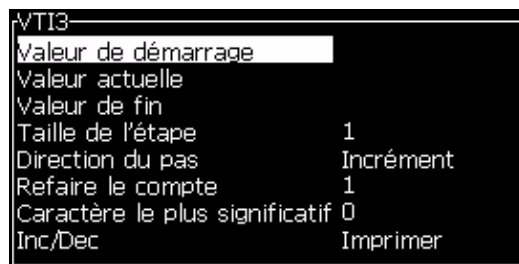 VTI3
Valeur de démarrage
Valeur actuelle
Valeur de fin
Taille de l'étape 1
Direction du pas Incrément
Refaire le compte 1
Caractère le plus significatif 0
Inc/Dec Imprimer